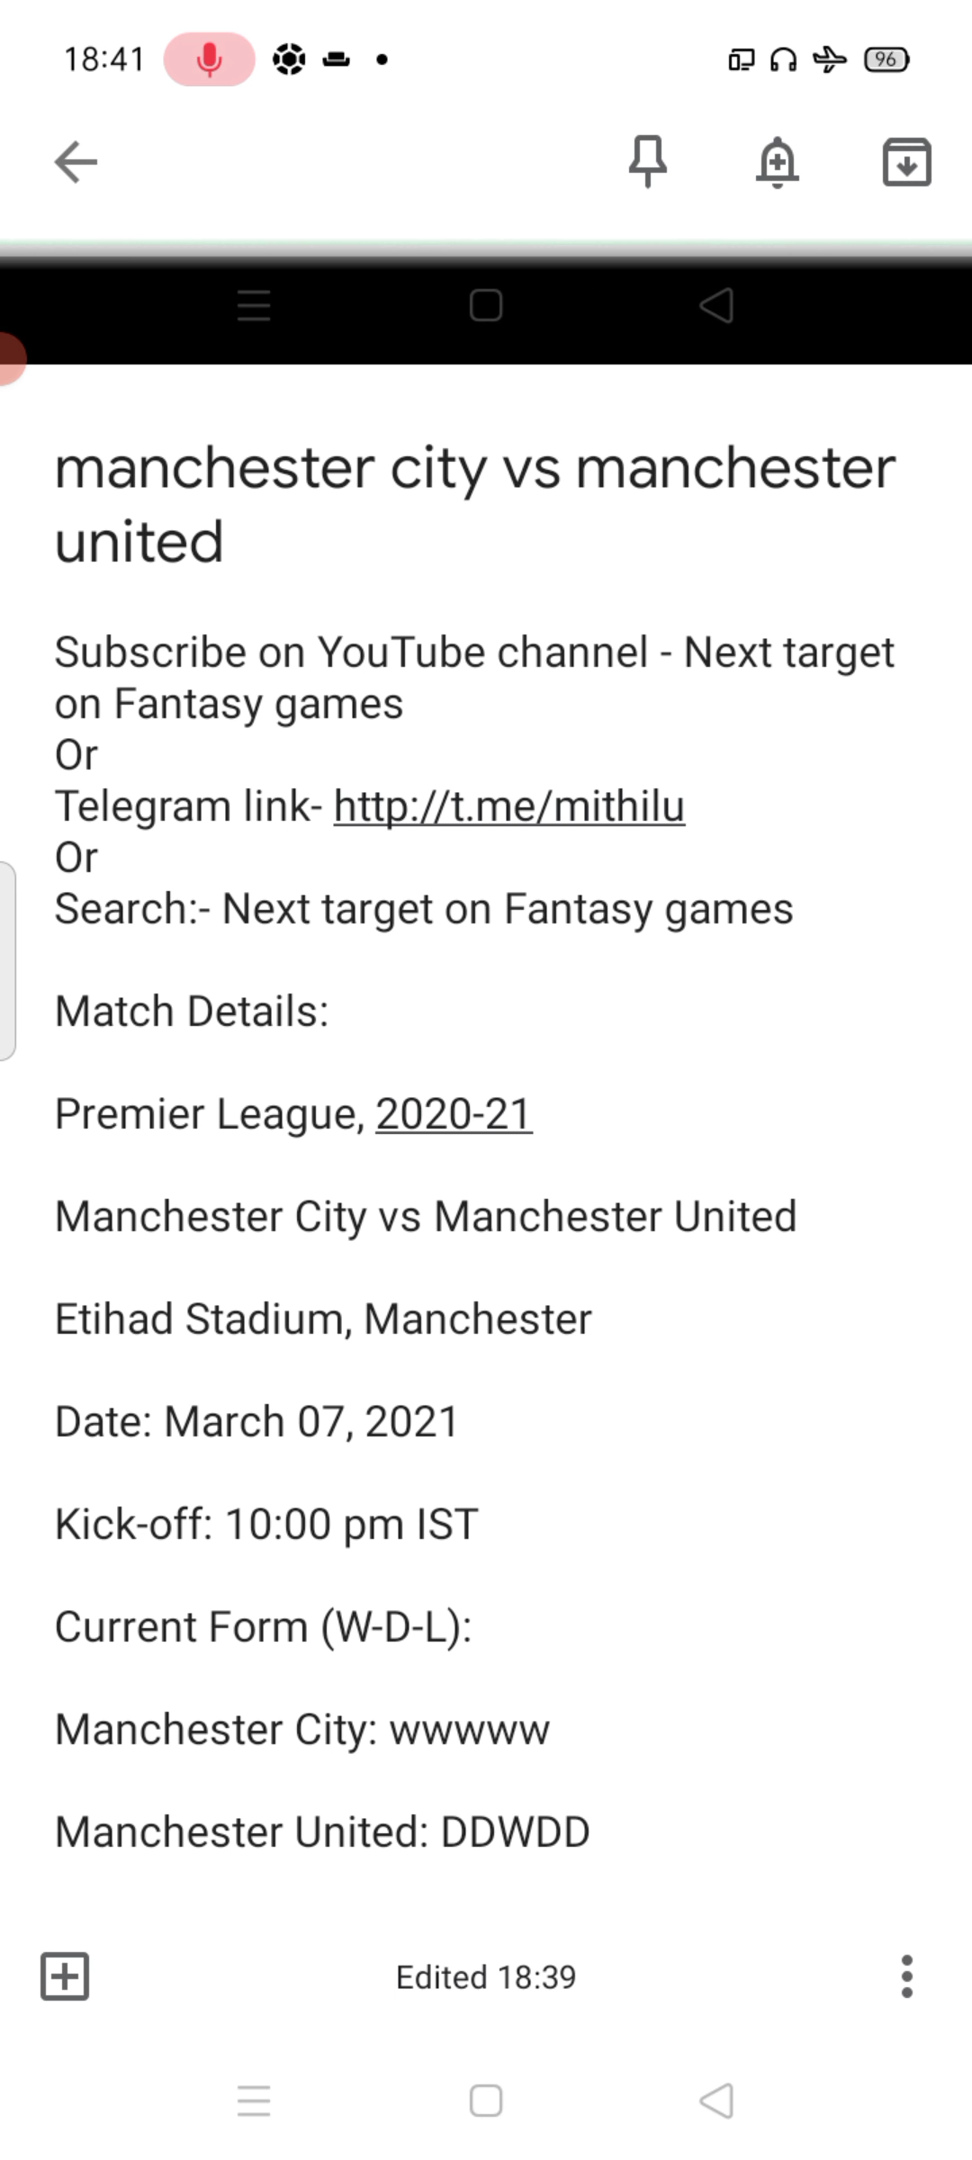 18:41
96
manchester city vs manchester
united
Subscribe on YouTube channel - Next target
on Fantasy games
Or
Telegram link- http://t.me/mithilu
Or
Search:- Next target on Fantasy games
Match Details:
Premier League, 2020-21
Manchester City vs Manchester United
Etihad Stadium, Manchester
Date: March 07, 2021
Kick-off: 10:00 pm IST
Current Form (W-D-L):
Manchester City: wwwww
Manchester United: DDWDD
Edited 18:39